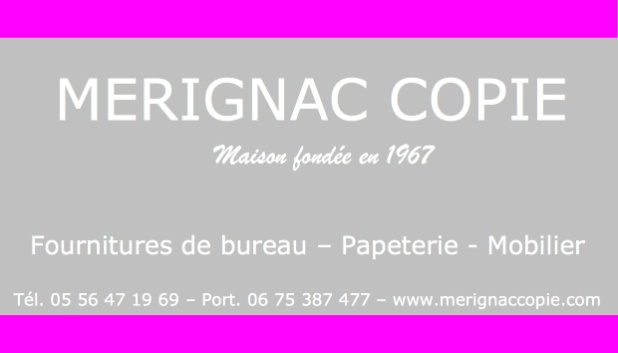 MERIGNAC COPIE
Maison fondée en 1967
Fournitures de bureau – Papeterie - Mobilier
Tél. 05 56 47 19 69 – Port. 06 75 387 477 – www.merignaccopie.com